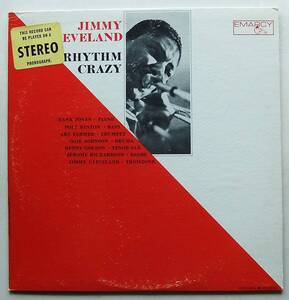 THIS RECORD CAN
BE PLAYED ON A
STEREO
PHONOGRAPH.
JIMMY
EVELAND
RHYTHM
CRAZY
EMARCY
HANK JONES · PIANO
MILT HINTON · BASS
ART FARMER · TRUMPET
OSIE JOHNSON · DRUMS
BENNY GOLSON · TENOR SAX
JEROME RICHARDSON · REEDS
JIMMY CLEVELAND · TROMBONE